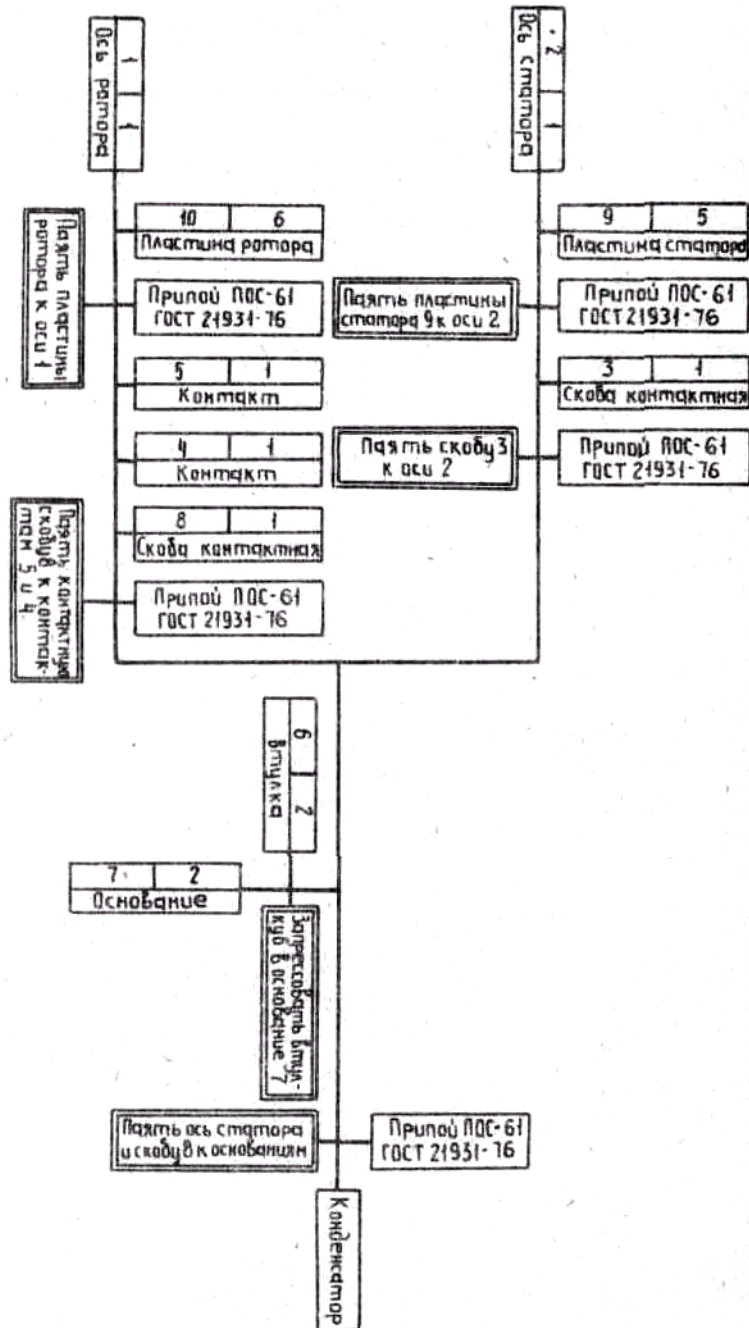 1 1
Ось ротора
· 2 1
Ось статора
10 6
Пластина ротора
9 5
Пластина статора
Паять пластины
ротора к оси 1
Припой ПОС-61
ГОСТ 21931-76
Паять пластины
статора 9 к оси 2
Припой ПОС-61
ГОСТ 21931-76
5 1
Контакт
3 1
Скоба контактная
4 1
Контакт
Паять скобу 3
к оси 2
Припой ПОС-61
ГОСТ 21931-76
8 1
Скоба контактная
Паять контактную
скобу 8 к контак-
там 5 и 4
Припой ПОС-61
ГОСТ 21931-76
6 2
Втулка
7 2
Основание
Запрессовать втул-
ку 6 в основание 7
Паять ось статора
и скобу 8 к основаниям
Припой ПОС-61
ГОСТ 21931-76
Конденсатор